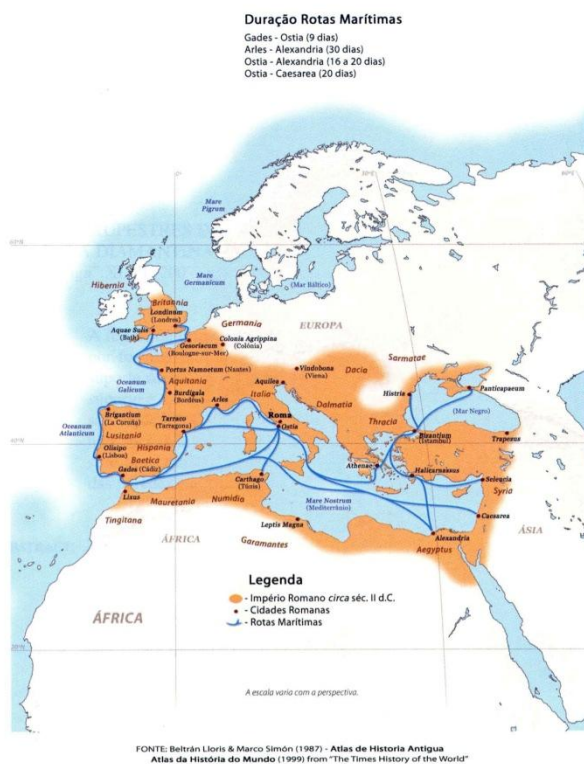 Duração Rotas Marítimas
Gades - Ostia (9 dias)
Arles - Alexandria (30 dias)
Ostia - Alexandria (16 a 20 dias)
Ostia - Caesarea (20 dias)
Mare
Pigrum
Mare
Germanicum
(Mar Báltico)
Hibernia
Britannia
Londinum
(Londres)
Aquae Sulis
(Bath)
Germania
EUROPA
Gesoriacum
(Boulogne-sur-Mer)
Colonia Agrippina
(Colónia)
Sarmatae
Portus Namnetum (Nantes)
Vindobona
(Viena)
Dacia
Oceanum
Galicum
Aquitania
Aquileia
Panticapaeum
Burdigala
(Bordéus)
Arles
Italia
Histria
Dalmatia
Brigantium
(La Coruña)
(Mar Negro)
Oceanum
Atlanticum
Tarraco
(Tarragona)
Roma
Ostia
Thracia
Bizantium
(Istambul)
Trapezus
Lusitania
Olisipo
(Lisboa)
Hispania
Baetica
Gades (Cádiz)
Athenae
Halicarnassus
Seleucia
Carthago
(Túnis)
Syria
Lixus
Mauretania
Numidia
Mare Nostrum
(Mediterrânio)
Caesarea
Tingitana
Leptis Magna
Alexandria
ÁFRICA
Garamantes
Aegyptus
ÁSIA
Legenda
- Império Romano circa séc. II d.C.
- Cidades Romanas
- Rotas Marítimas
ÁFRICA
A escala varia com a perspectiva.
FONTE: Beltrán Lloris & Marco Simón (1987) - Atlas de Historia Antigua
Atlas da História do Mundo (1999) from "The Times History of the World"